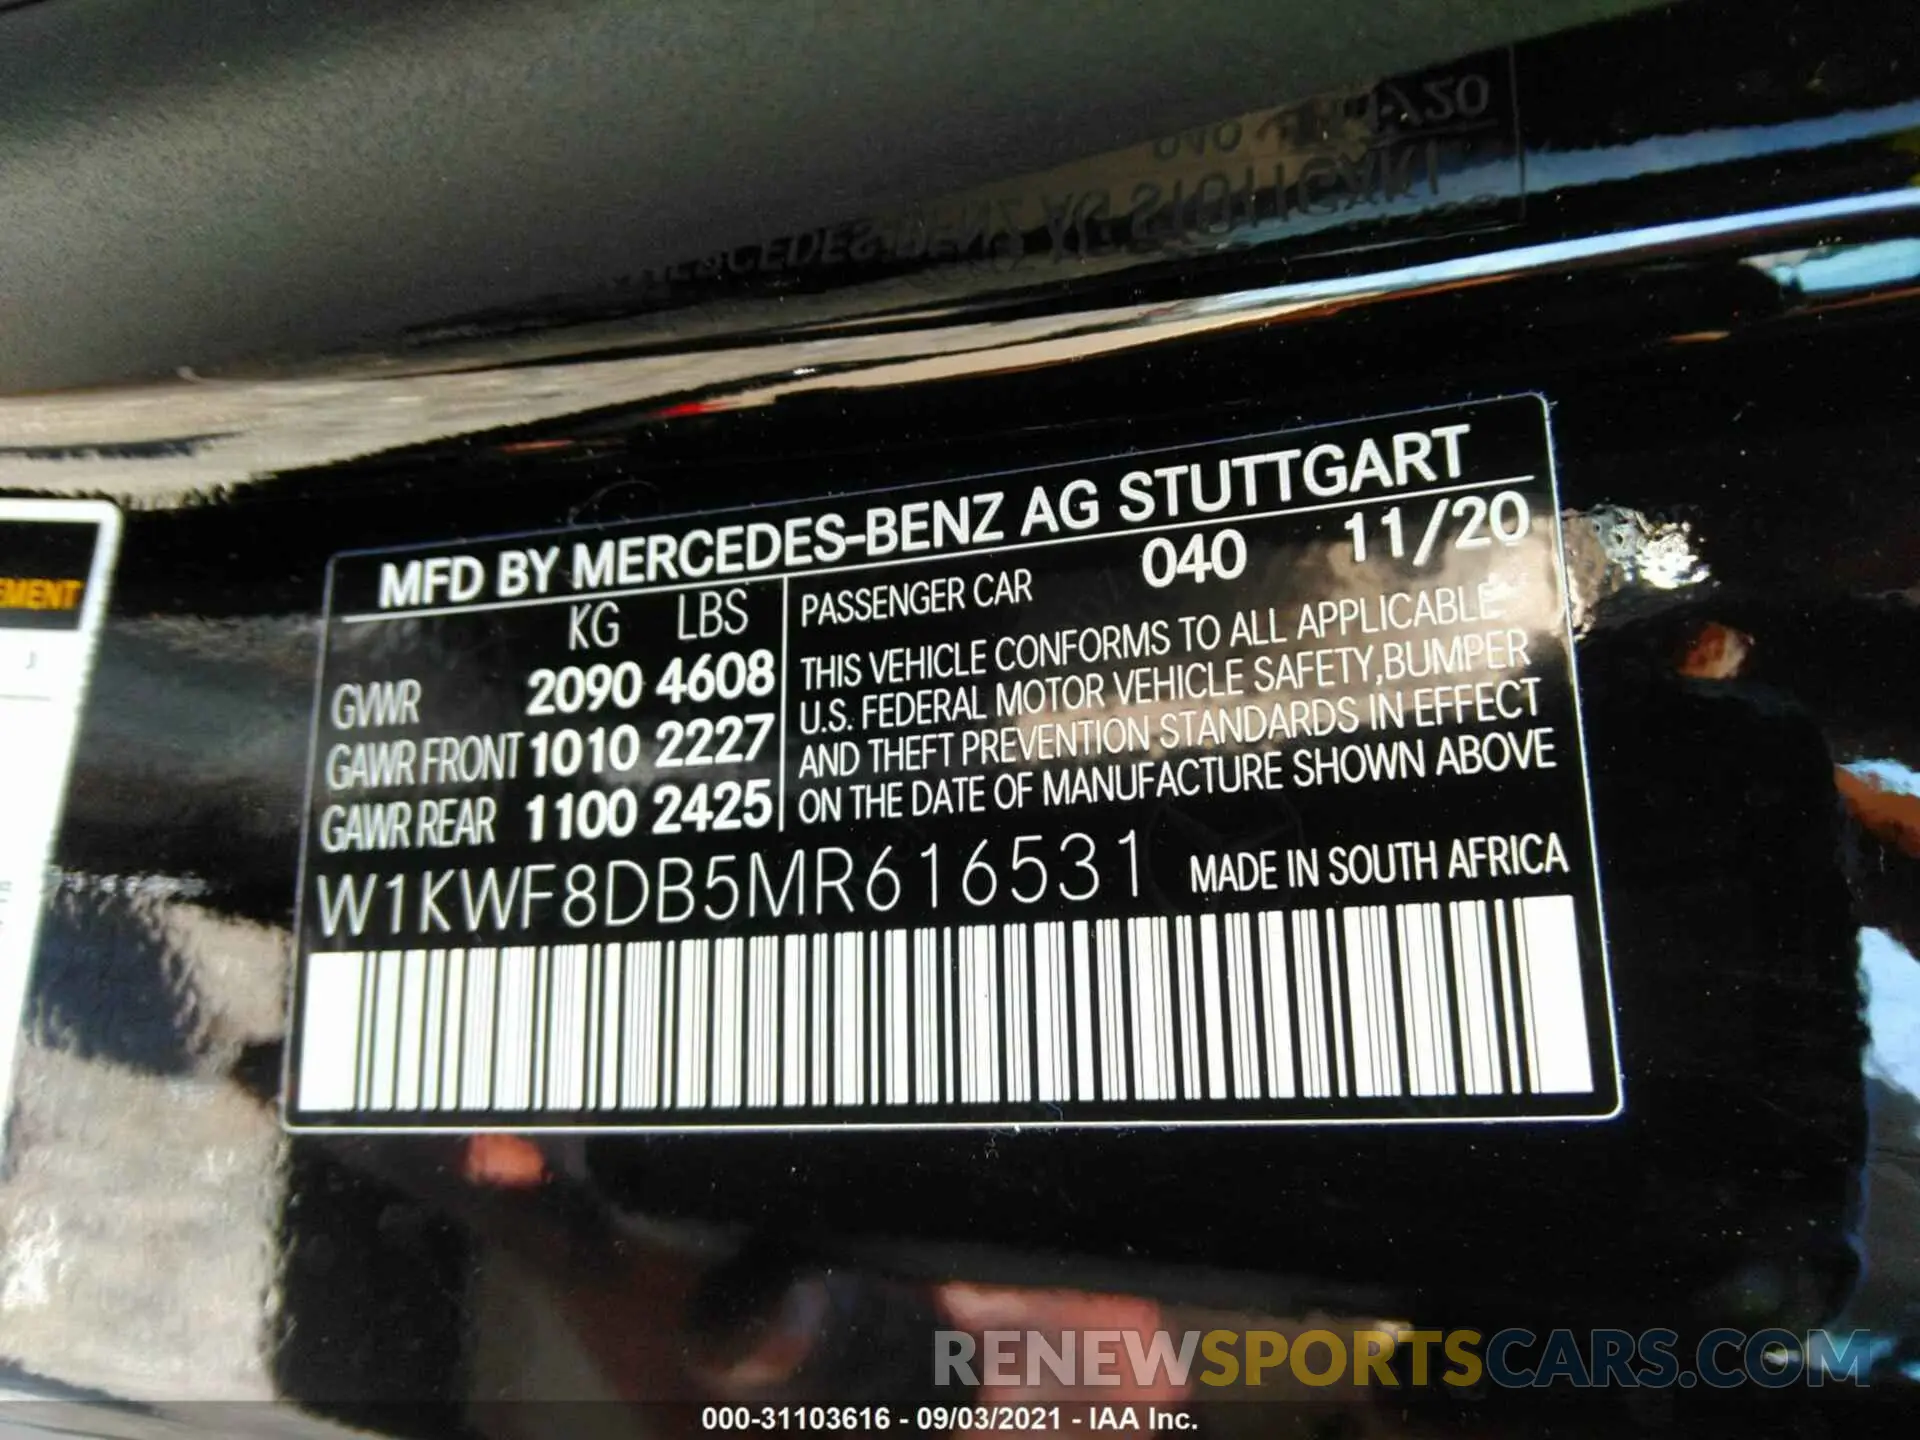 MFD BY MERCEDES-BENZ AG STUTTGART
KG LBS
GVWR 2090 4608
GAWR FRONT 1010 2227
GAWR REAR 1100 2425
PASSENGER CAR 040 11/20
THIS VEHICLE CONFORMS TO ALL APPLICABLE
U.S. FEDERAL MOTOR VEHICLE SAFETY,BUMPER
AND THEFT PREVENTION STANDARDS IN EFFECT
ON THE DATE OF MANUFACTURE SHOWN ABOVE
W1KWF8DB5MR616531 MADE IN SOUTH AFRICA
RENEWSPORTSCARS.COM
000-31103616 - 09/03/2021 - IAA Inc.